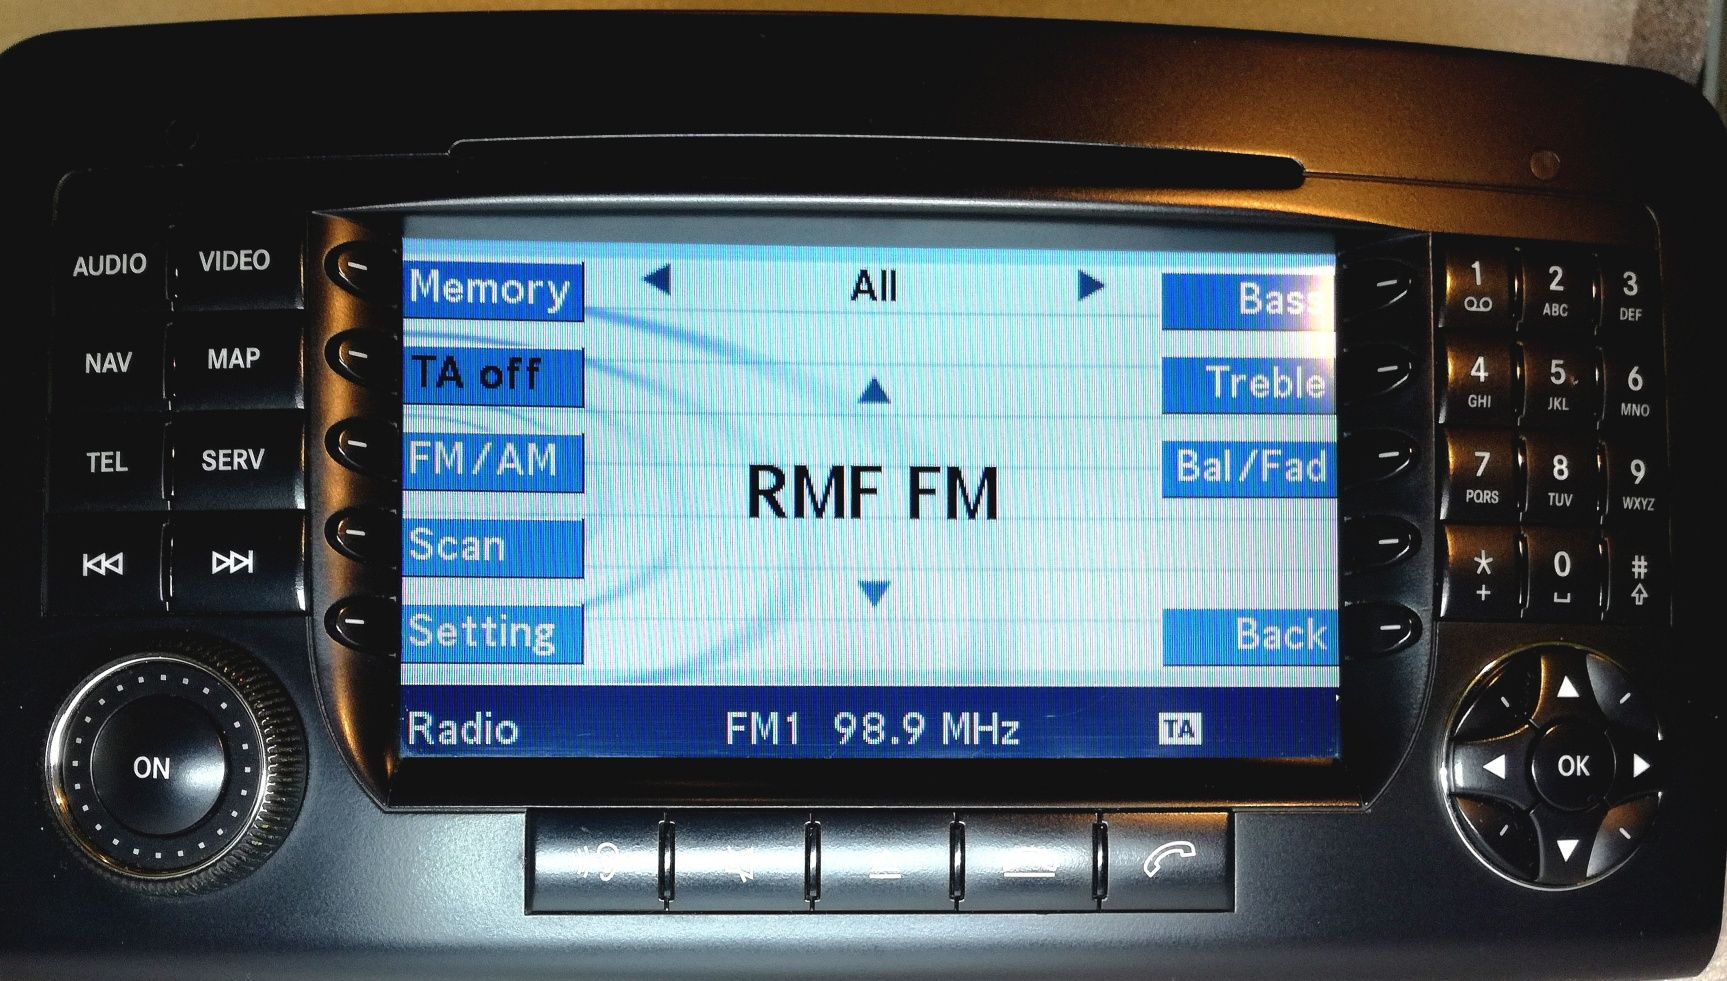 AUDIO VIDEO
NAV MAP
TEL SERV
ON
Memory
TA off
FM/AM
Scan
Setting
All
RMF FM
Bass
Treble
Bal/Fad
Back
Radio FM1 98.9 MHz TA
1 2 3
ABC DEF
4 5 6
GHI JKL MNO
7 8 9
PQRS TUV WXYZ
* 0 #
+
OK